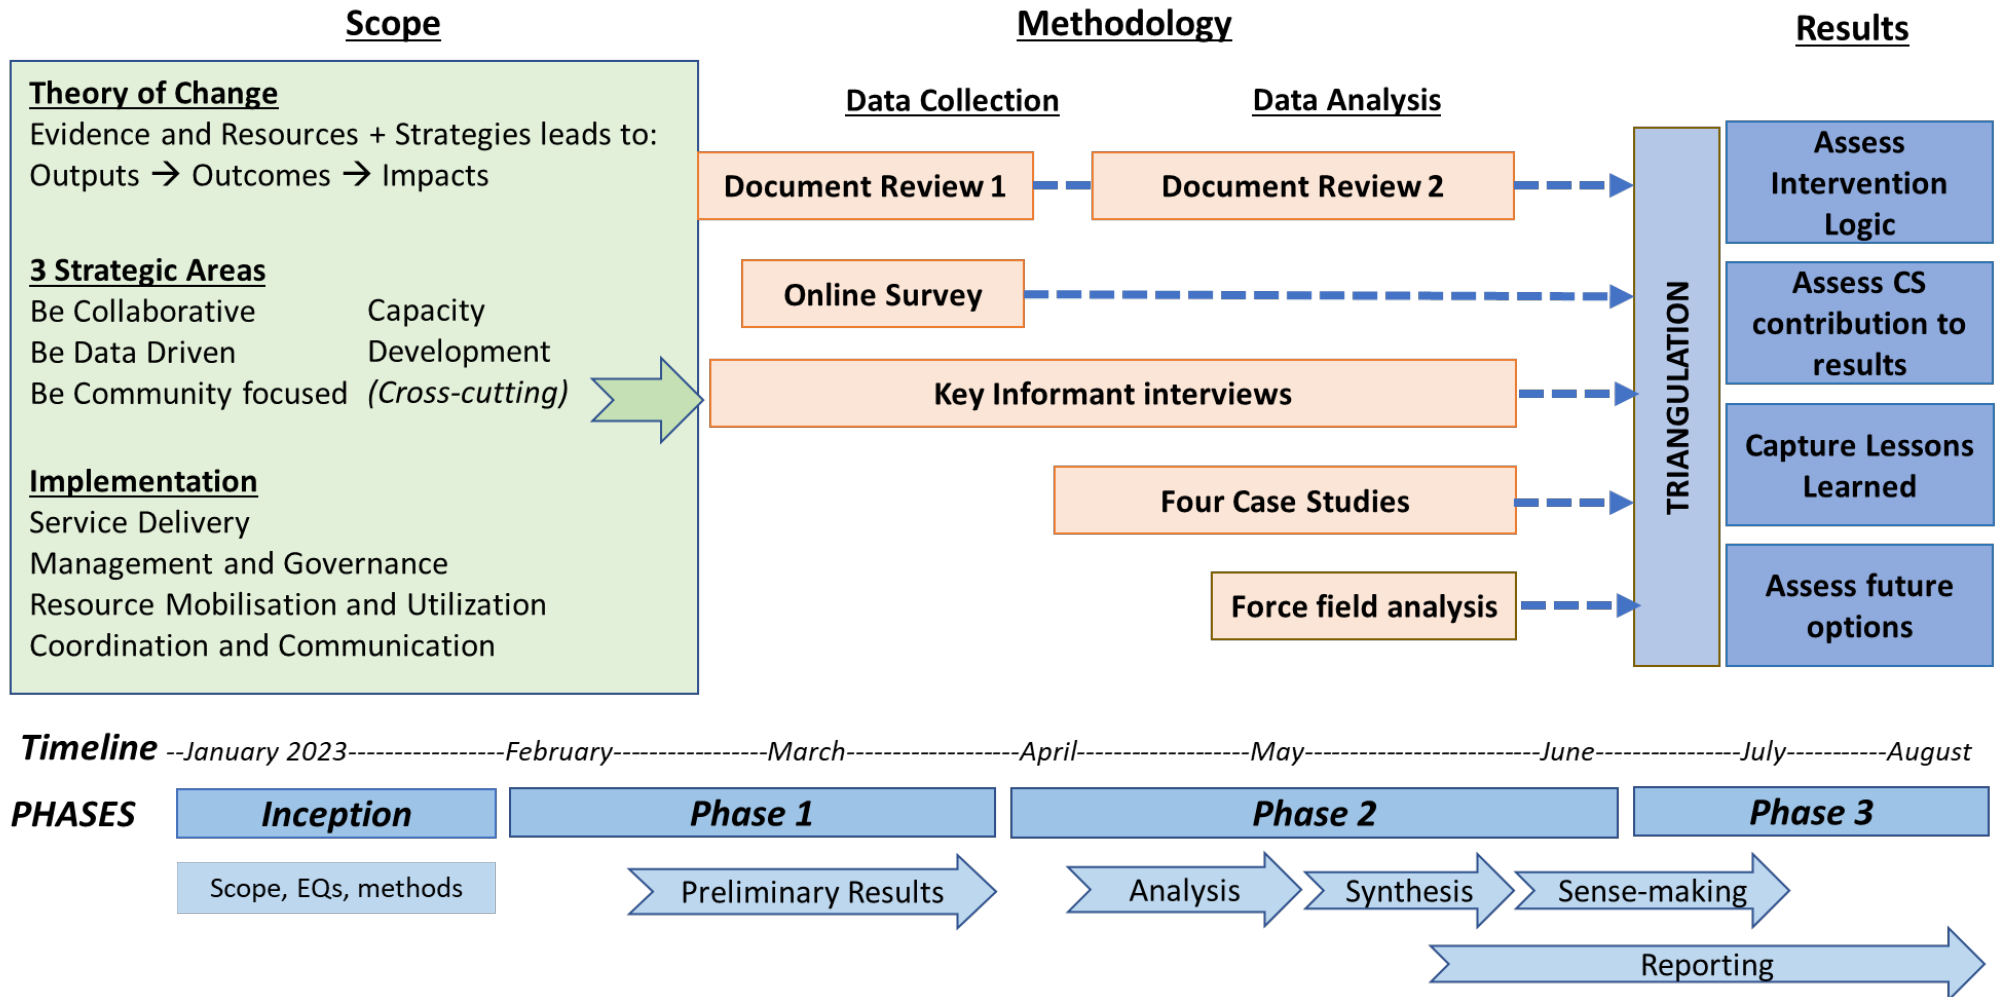 Scope
Methodology
Results
Theory of Change
Evidence and Resources + Strategies leads to:
Outputs → Outcomes → Impacts
3 Strategic Areas
Be Collaborative
Be Data Driven
Be Community focused
Capacity
Development
(Cross-cutting)
Implementation
Service Delivery
Management and Governance
Resource Mobilisation and Utilization
Coordination and Communication
Data Collection
Data Analysis
Document Review 1
Document Review 2
Online Survey
Key Informant interviews
Four Case Studies
Force field analysis
TRIANGULATION
Assess
Intervention
Logic
Assess CS
contribution to
results
Capture Lessons
Learned
Assess future
options
Timeline --January 2023-----------------February-----------------March-------------------April-------------------May--------------------------June----------------July-----------August
PHASES
Inception
Phase 1
Phase 2
Phase 3
Scope, EQs, methods
Preliminary Results
Analysis
Synthesis
Sense-making
Reporting